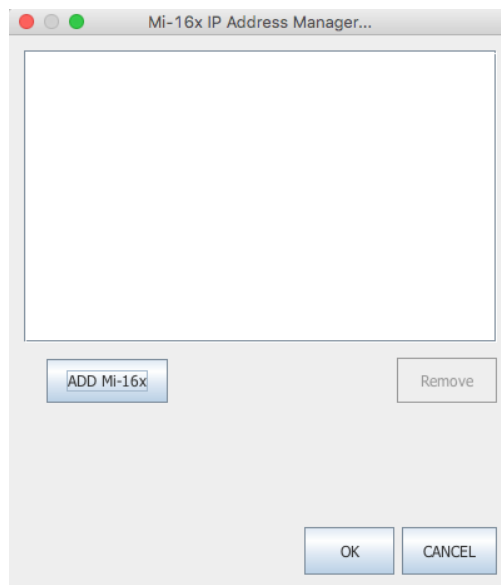 Mi-16x IP Address Manager...
ADD Mi-16x
Remove
OK
CANCEL